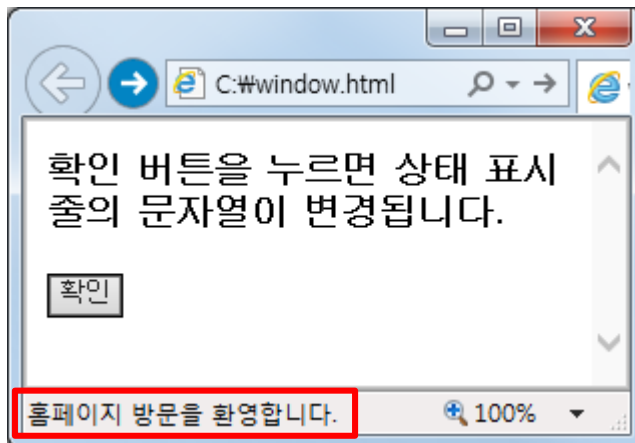 C:₩window.html
확인 버튼을 누르면 상태 표시
줄의 문자열이 변경됩니다.
확인
홈페이지 방문을 환영합니다.
100%